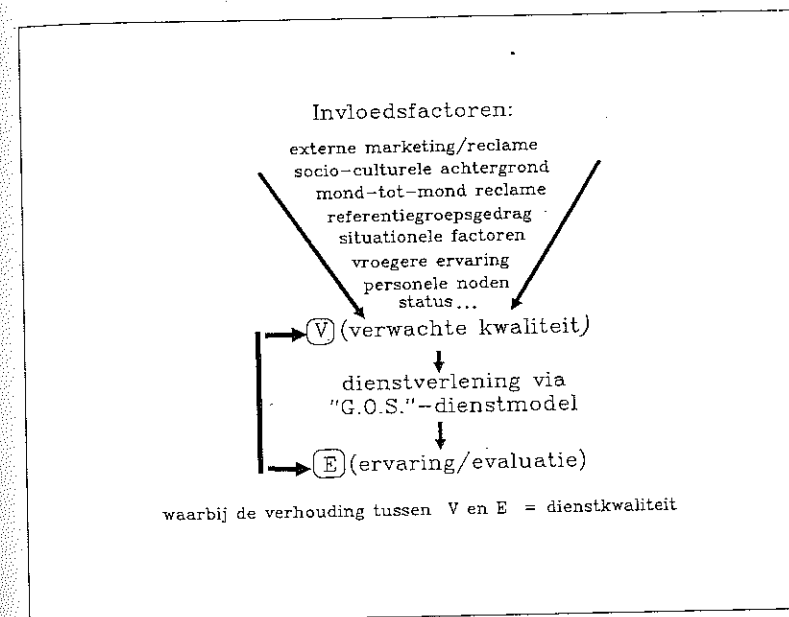 Invloedsfactoren:
externe marketing/reclame
socio-culturele achtergrond
mond-tot-mond reclame
referentiegroepsgedrag
situationele factoren
vroegere ervaring
personele noden
status...
V (verwachte kwaliteit)
dienstverlening via
"G.O.S."-dienstmodel
E (ervaring/evaluatie)
waarbij de verhouding tussen V en E = dienstkwaliteit